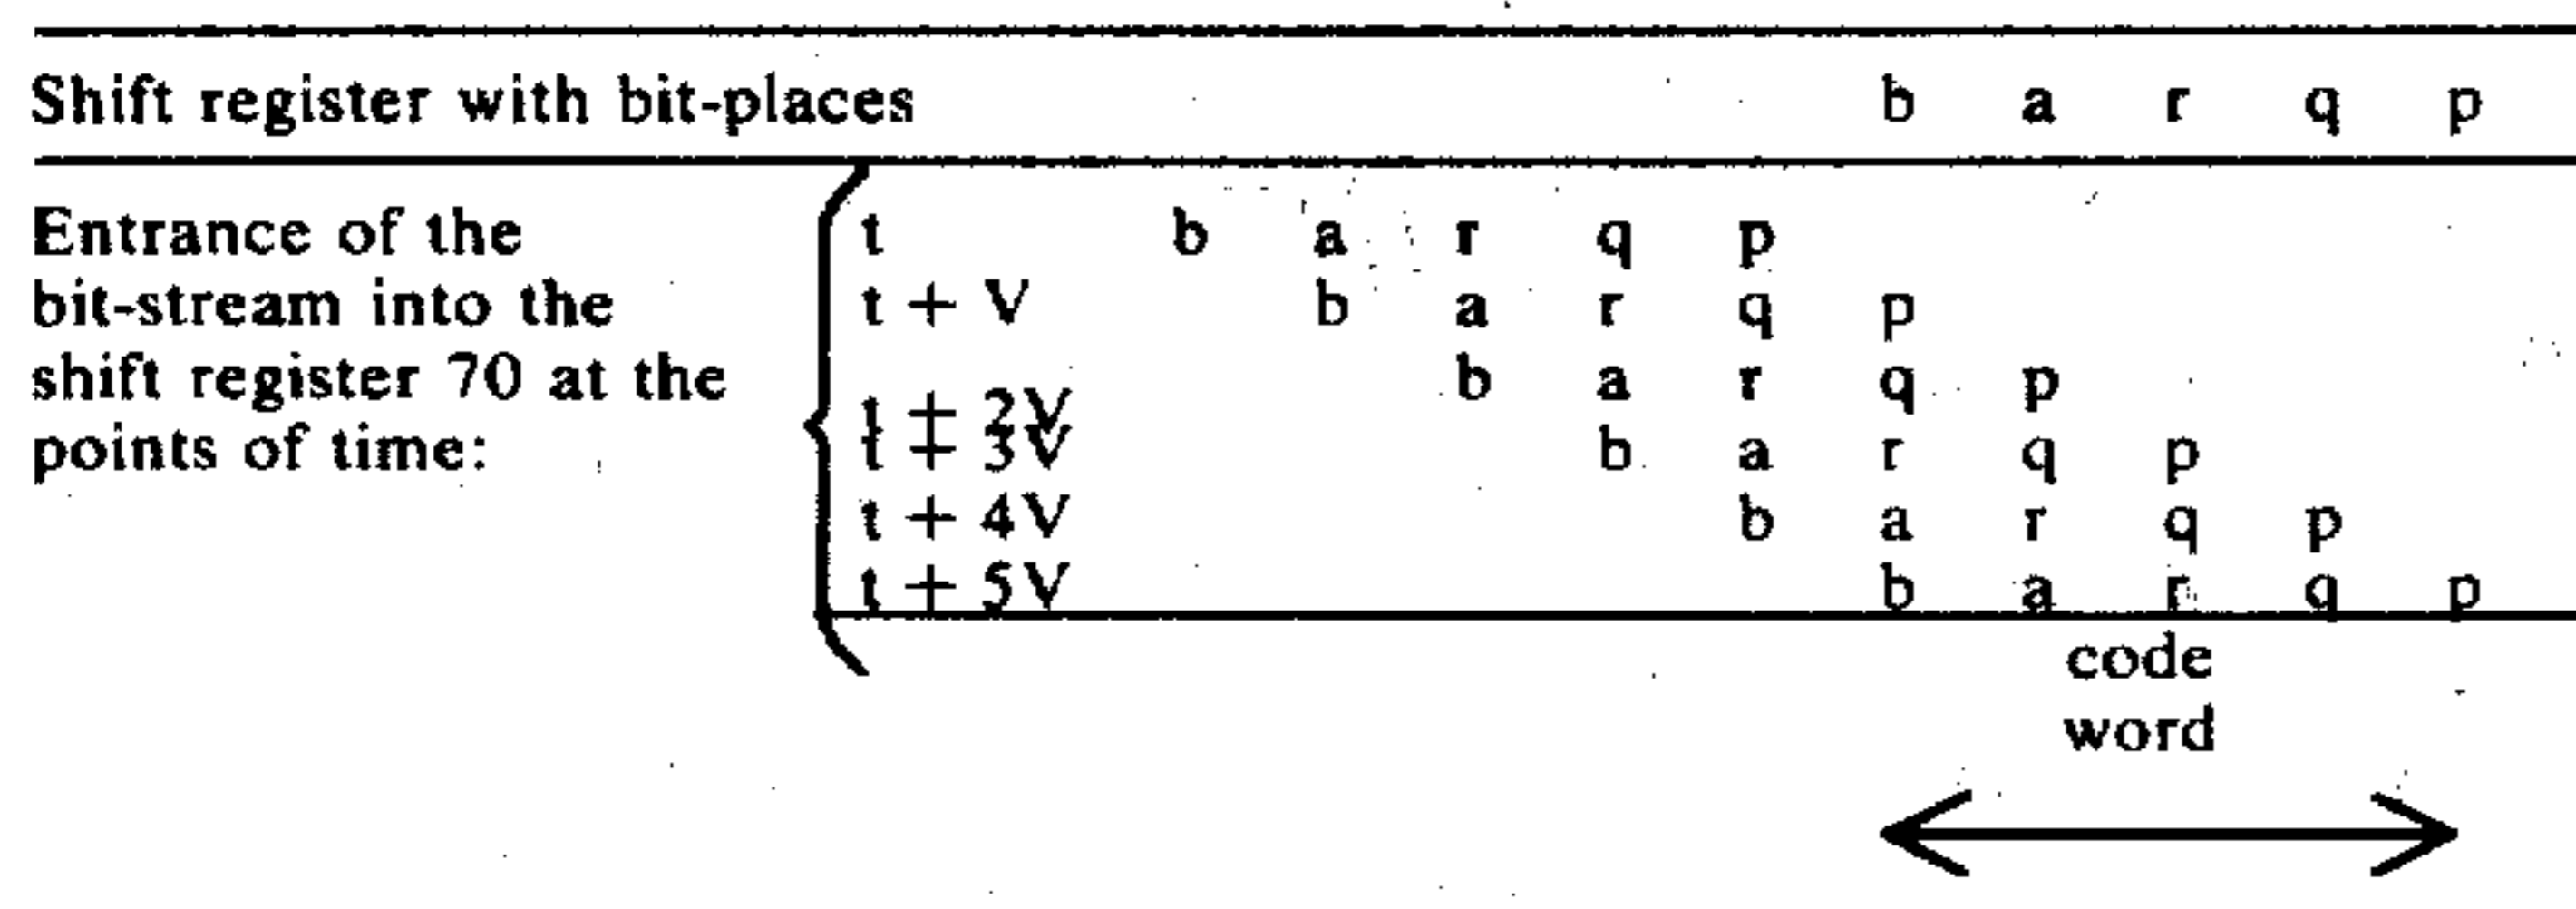 Shift register with bit-places b a r q p
Entrance of the t b a r q p
bit-stream into the t + V b a r q p
shift register 70 at the b a r q p
t + 2V
points of time: t + 3V b a r q p
t + 4V b a r q p
t + 5V b a r q p
code
word